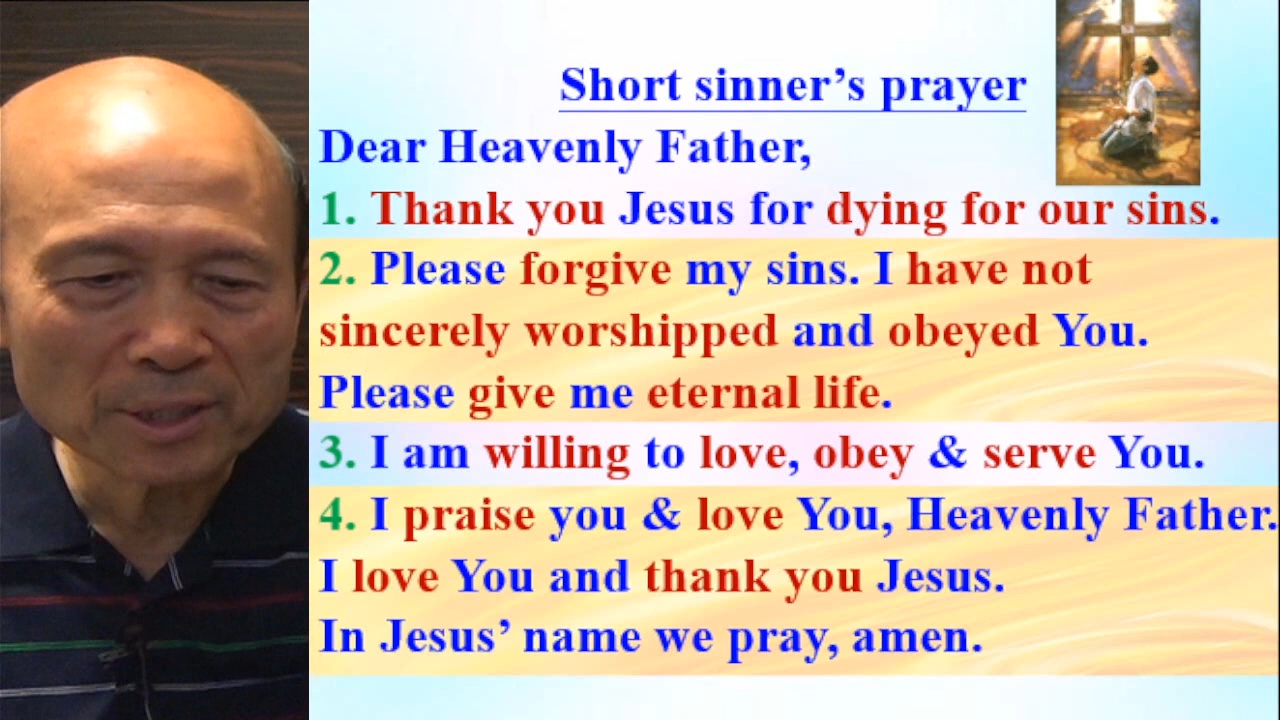 Short sinner’s prayer
Dear Heavenly Father,
1. Thank you Jesus for dying for our sins.
2. Please forgive my sins. I have not
sincerely worshipped and obeyed You.
Please give me eternal life.
3. I am willing to love, obey & serve You.
4. I praise you & love You, Heavenly Father.
I love You and thank you Jesus.
In Jesus’ name we pray, amen.